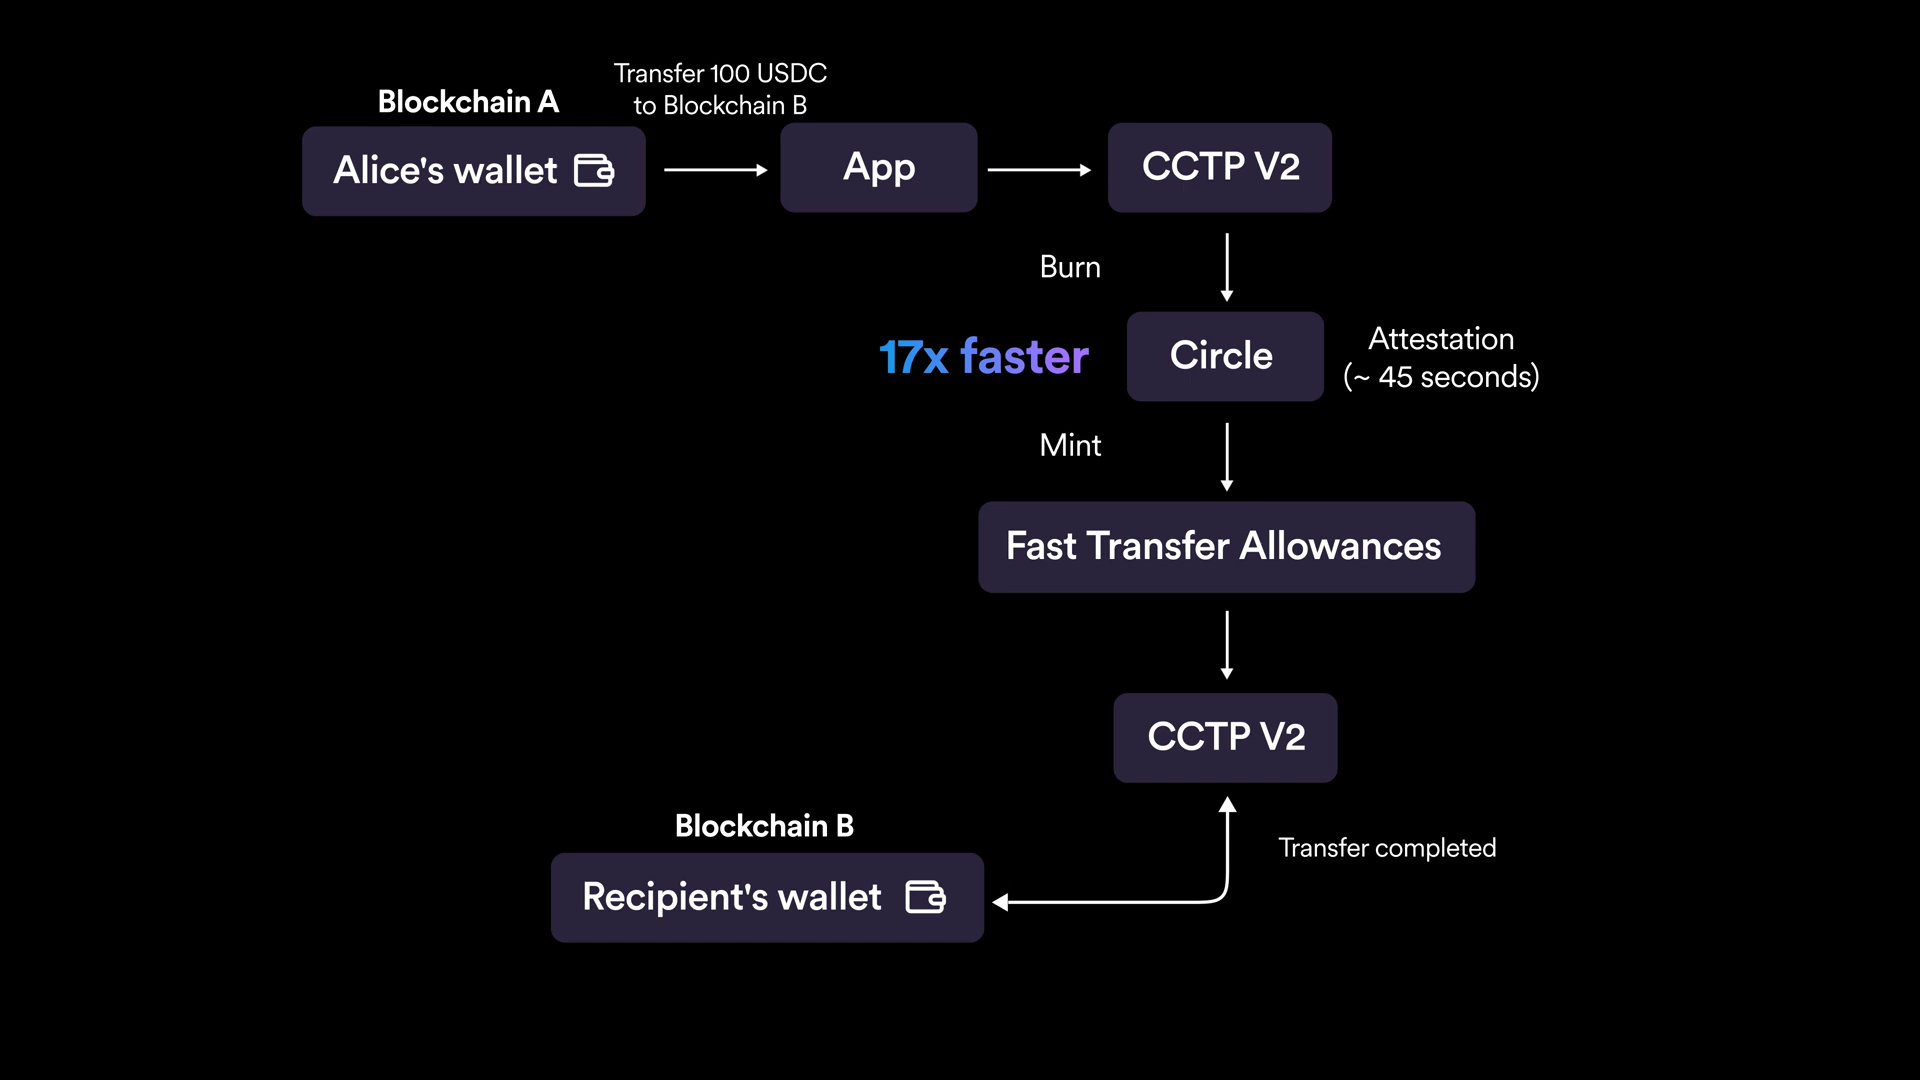 Transfer 100 USDC
to Blockchain B
Blockchain A
Alice's wallet
App
CCTP V2
Burn
17x faster
Circle
Attestation
(~ 45 seconds)
Mint
Fast Transfer Allowances
CCTP V2
Blockchain B
Transfer completed
Recipient's wallet